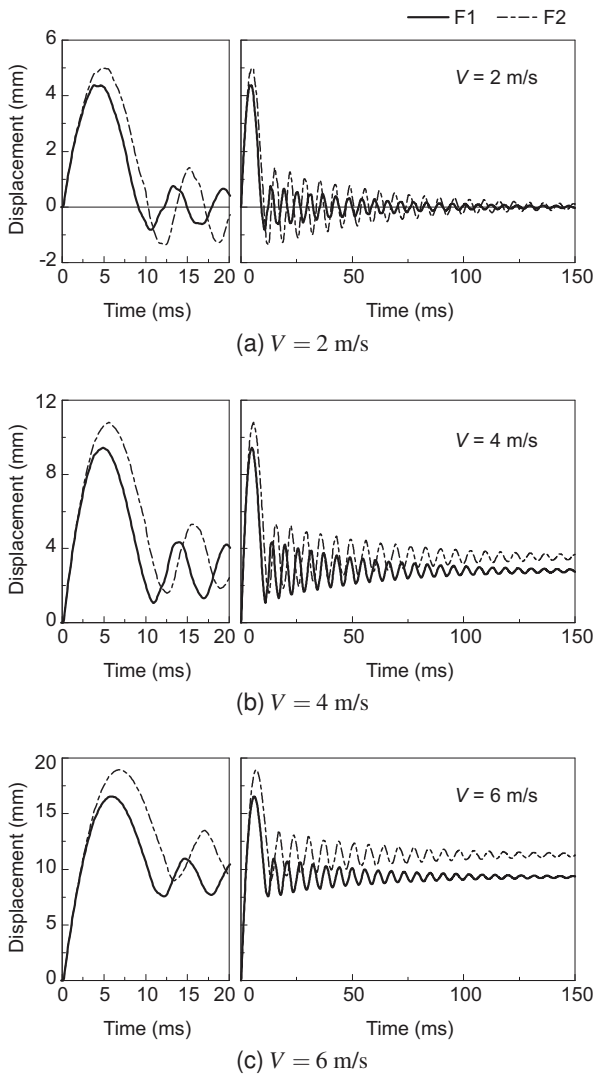 F1 F2
Displacement (mm)
6
4
2
0
-2
V = 2 m/s
0 5 10 15 20 0 50 100 150
Time (ms) Time (ms)
(a) V = 2 m/s
Displacement (mm)
12
8
4
0
V = 4 m/s
0 5 10 15 20 0 50 100 150
Time (ms) Time (ms)
(b) V = 4 m/s
Displacement (mm)
20
15
10
5
0
V = 6 m/s
0 5 10 15 20 0 50 100 150
Time (ms) Time (ms)
(c) V = 6 m/s